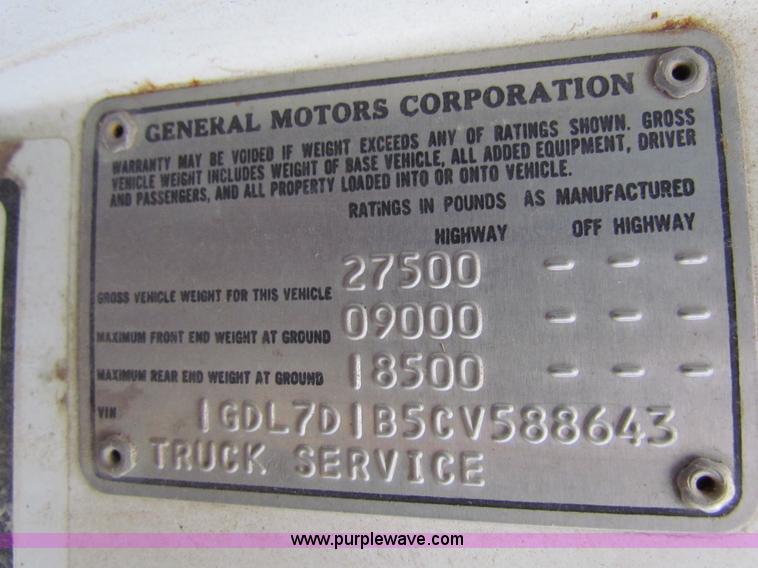 GENERAL MOTORS CORPORATION
WARRANTY MAY BE VOIDED IF WEIGHT EXCEEDS ANY OF RATINGS SHOWN. GROSS
VEHICLE WEIGHT INCLUDES WEIGHT OF BASE VEHICLE, ALL ADDED EQUIPMENT, DRIVER
AND PASSENGERS, AND ALL PROPERTY LOADED INTO OR ONTO VEHICLE.
RATINGS IN POUNDS AS MANUFACTURED
HIGHWAY OFF HIGHWAY
GROSS VEHICLE WEIGHT FOR THIS VEHICLE 27500 - - -
MAXIMUM FRONT END WEIGHT AT GROUND 09000 - - -
MAXIMUM REAR END WEIGHT AT GROUND 18500 - - -
VIN 1GDL7D1B5CV588643
TRUCK SERVICE
www.purplewave.com